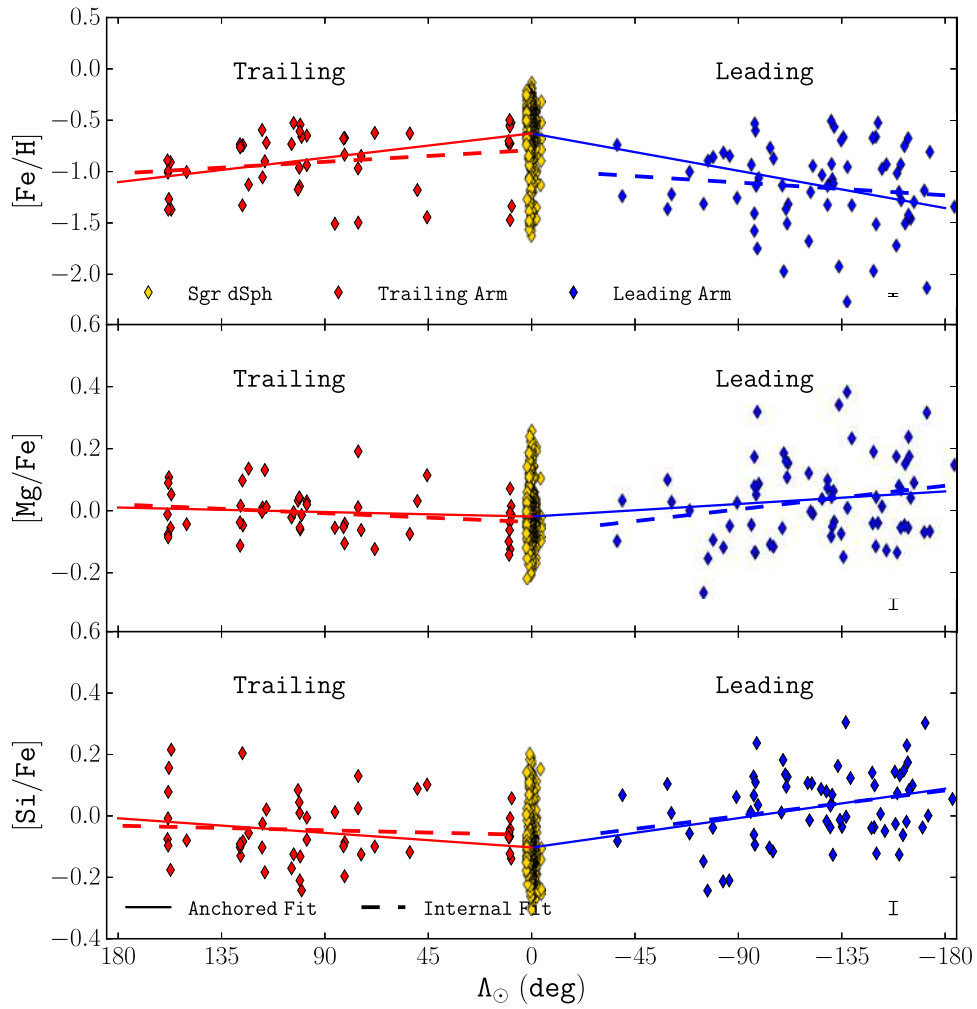 0.5
Trailing Leading
0.0
−0.5
[Fe/H]
−1.0
−1.5
−2.0
Sgr dSph Trailing Arm Leading Arm
0.6
Trailing Leading
0.4
0.2
[Mg/Fe]
0.0
−0.2
0.6
Trailing Leading
0.4
0.2
[Si/Fe]
0.0
−0.2
Anchored Fit Internal Fit
−0.4
180 135 90 45 0 −45 −90 −135 −180
Λ☉ (deg)